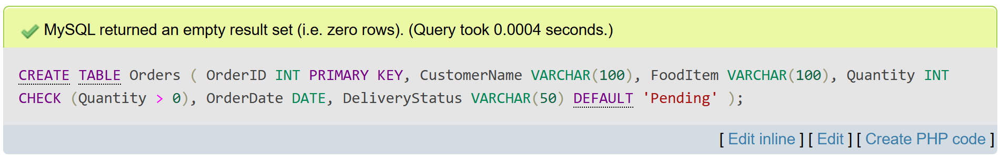 MySQL returned an empty result set (i.e. zero rows). (Query took 0.0004 seconds.)
CREATE TABLE Orders ( OrderID INT PRIMARY KEY, CustomerName VARCHAR(100), FoodItem VARCHAR(100), Quantity INT
CHECK (Quantity > 0), OrderDate DATE, DeliveryStatus VARCHAR(50) DEFAULT 'Pending' );
[ Edit inline ] [ Edit ] [ Create PHP code ]